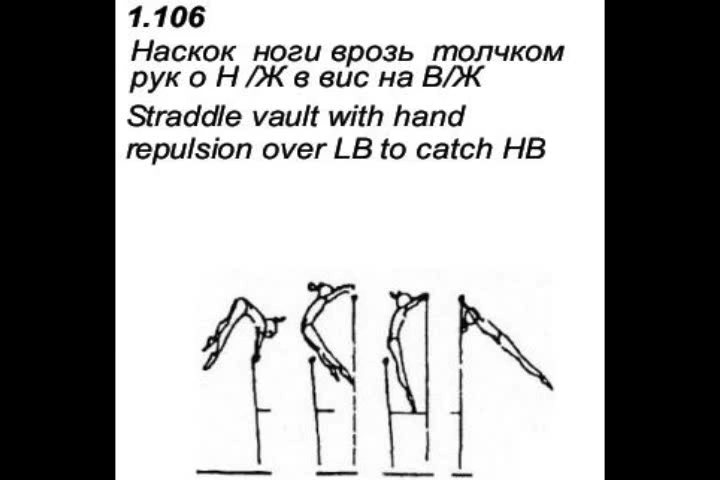 1.106
Наскок ноги врозь толчком
рук о Н /Ж в вис на В/Ж
Straddle vault with hand
repulsion over LB to catch HB